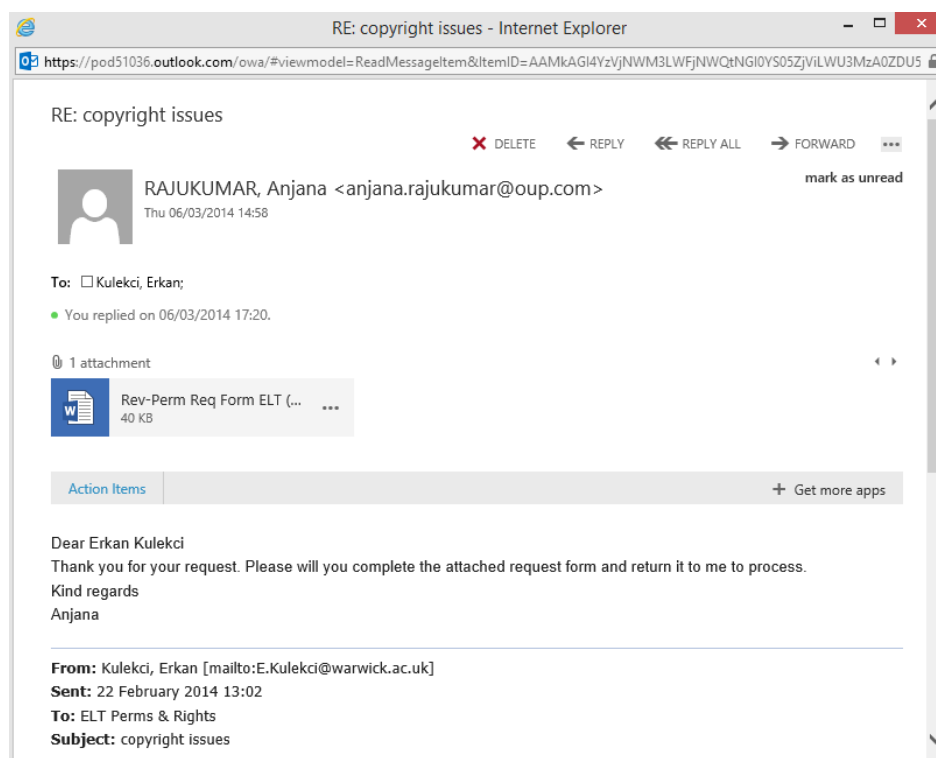 RE: copyright issues - Internet Explorer
https://pod51036.outlook.com/owa/#viewmodel=ReadMessageItem&ItemID=AAMkAGI4YzVjNWM3LWFjNWQtNGI0YS05ZjViLWU3MzA0ZDU5
RE: copyright issues
DELETE REPLY REPLY ALL FORWARD ...
mark as unread
RAJUKUMAR, Anjana <anjana.rajukumar@oup.com>
Thu 06/03/2014 14:58
To: Kulekci, Erkan;
You replied on 06/03/2014 17:20.
1 attachment
Rev-Perm Req Form ELT (... ...
40 KB
Action Items + Get more apps
Dear Erkan Kulekci
Thank you for your request. Please will you complete the attached request form and return it to me to process.
Kind regards
Anjana
From: Kulekci, Erkan [mailto:E.Kulekci@warwick.ac.uk]
Sent: 22 February 2014 13:02
To: ELT Perms & Rights
Subject: copyright issues